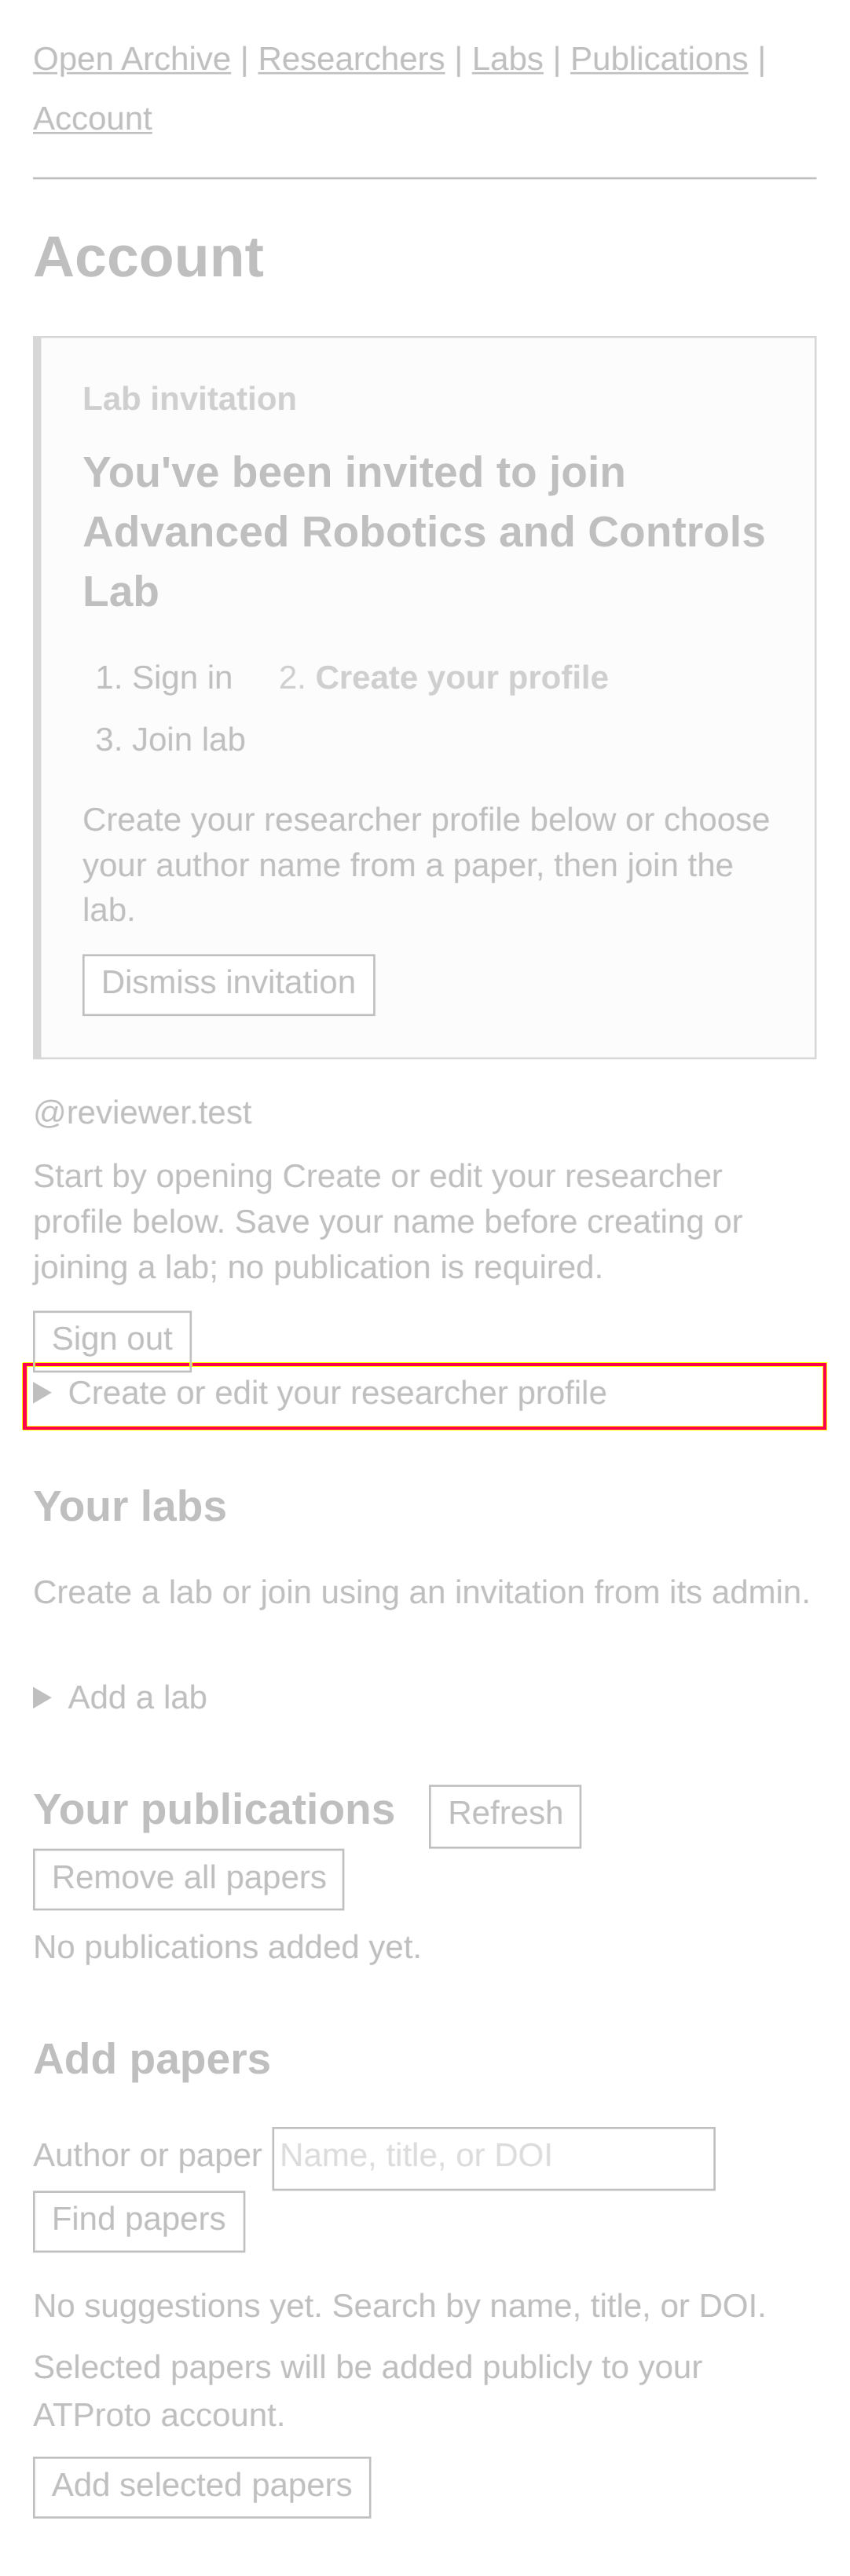 Open Archive | Researchers | Labs | Publications |
Account
Account
Lab invitation
You've been invited to join
Advanced Robotics and Controls
Lab
1. Sign in 2. Create your profile
3. Join lab
Create your researcher profile below or choose
your author name from a paper, then join the
lab.
Dismiss invitation
@reviewer.test
Start by opening Create or edit your researcher
profile below. Save your name before creating or
joining a lab; no publication is required.
Sign out
Create or edit your researcher profile
Your labs
Create a lab or join using an invitation from its admin.
Add a lab
Your publications Refresh
Remove all papers
No publications added yet.
Add papers
Author or paper Name, title, or DOI
Find papers
No suggestions yet. Search by name, title, or DOI.
Selected papers will be added publicly to your
ATProto account.
Add selected papers